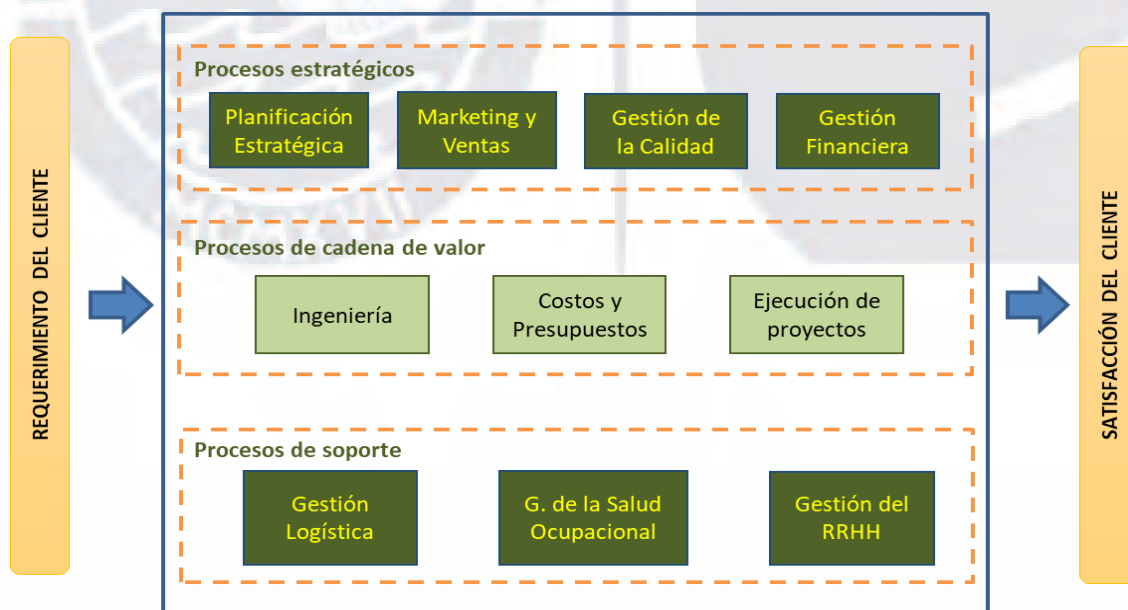 REQUERIMIENTO DEL CLIENTE
Procesos estratégicos
Planificación
Estratégica
Marketing y
Ventas
Gestión de
la Calidad
Gestión
Financiera
Procesos de cadena de valor
Ingeniería
Costos y
Presupuestos
Ejecución de
proyectos
Procesos de soporte
Gestión
Logística
G. de la Salud
Ocupacional
Gestión del
RRHH
SATISFACCIÓN DEL CLIENTE